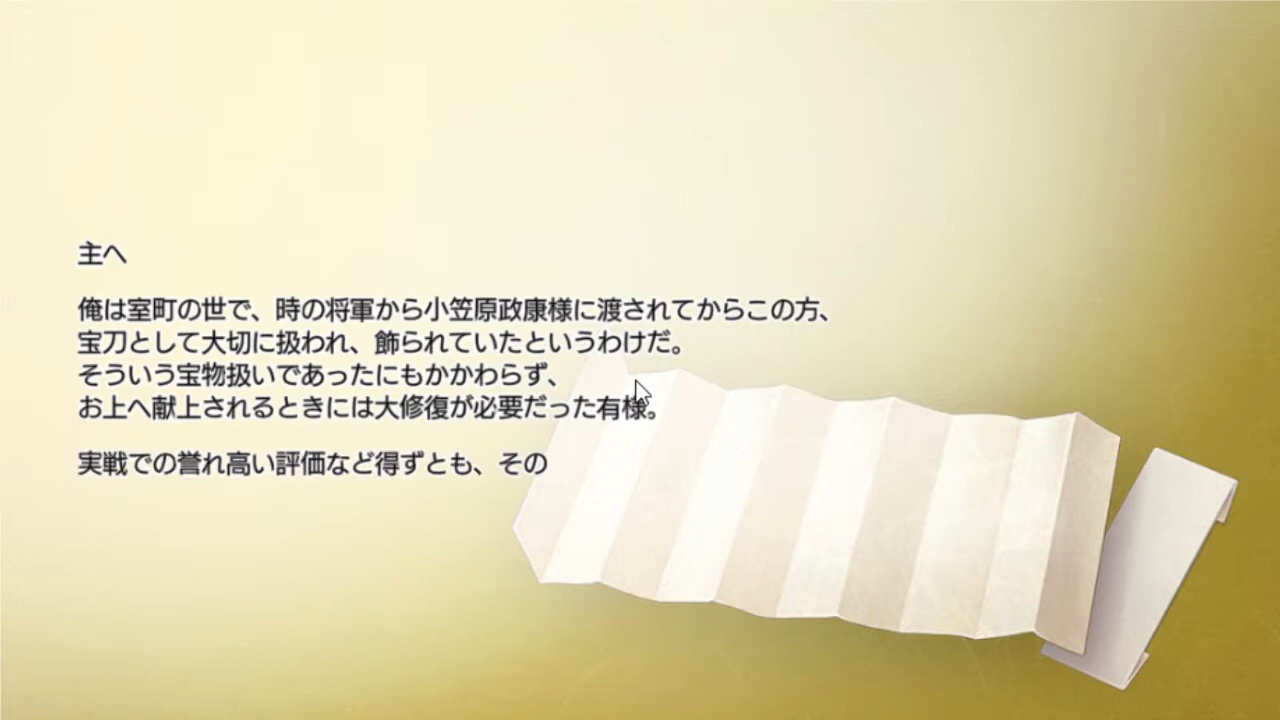 主へ
俺は室町の世で、時の将軍から小笠原政康様に渡されてからこの方、
宝刀として大切に扱われ、飾られていたというわけだ。
そういう宝物扱いであったにもかかわらず、
お上へ献上されるときには大修復が必要だった有様。
実戦での誉れ高い評価など得ずとも、その